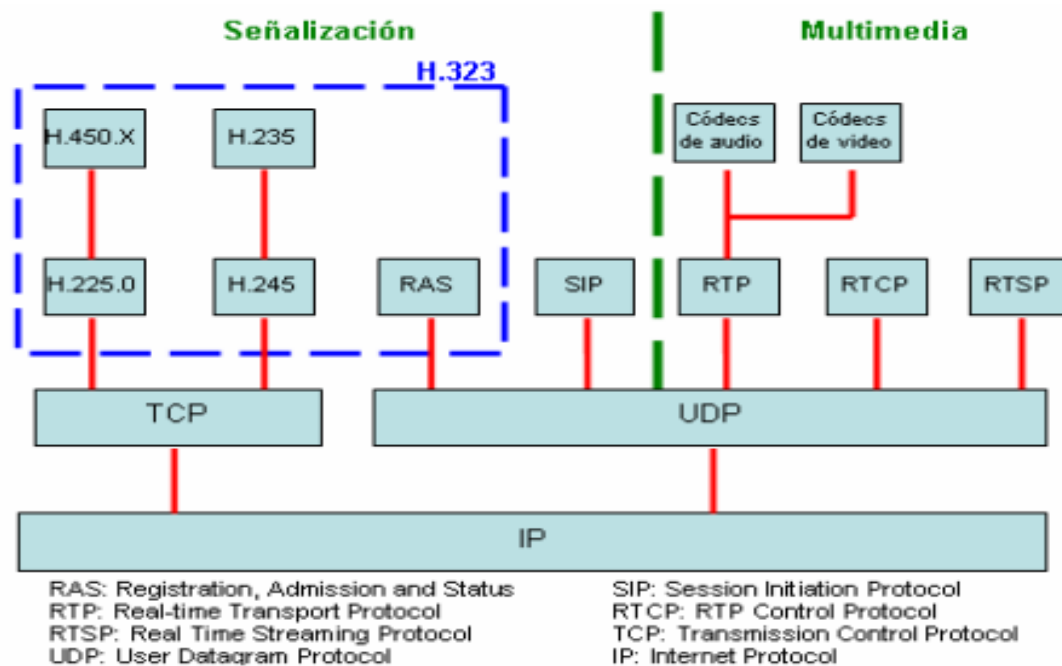 Señalización
Multimedia
H.323
H.450.X
H.235
Códecs
de audio
Códecs
de vídeo
H.225.0
H.245
RAS
SIP
RTP
RTCP
RTSP
TCP
UDP
IP
RAS: Registration, Admission and Status
RTP: Real-time Transport Protocol
RTSP: Real Time Streaming Protocol
UDP: User Datagram Protocol
SIP: Session Initiation Protocol
RTCP: RTP Control Protocol
TCP: Transmission Control Protocol
IP: Internet Protocol